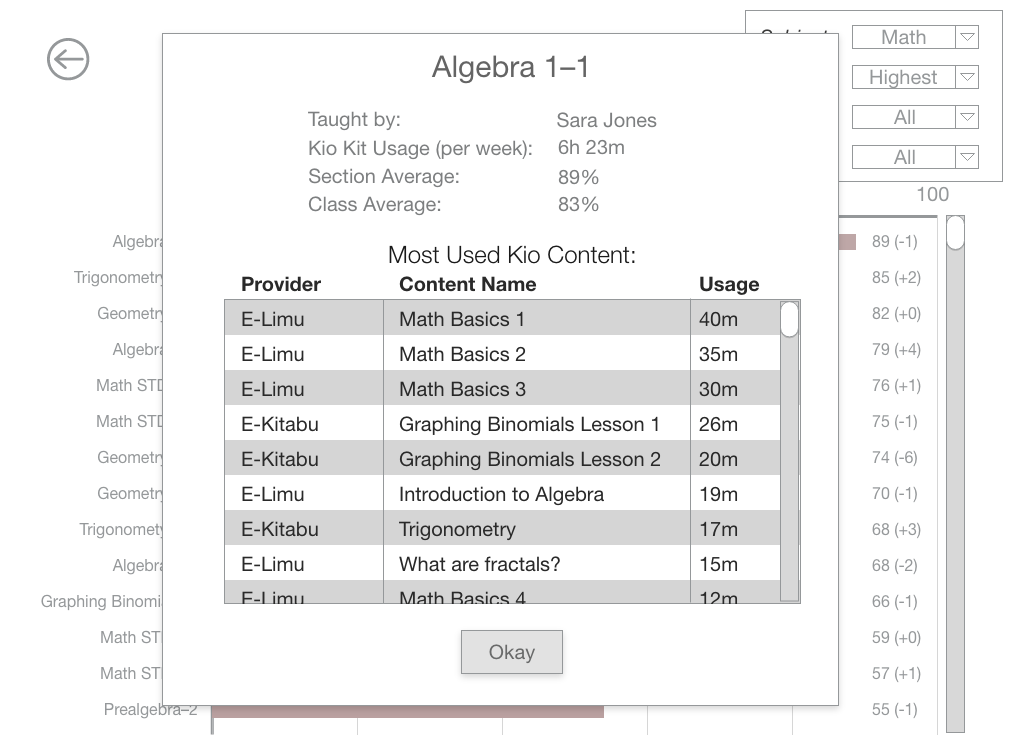 Math
Algebra 1–1
Highest
Taught by: Sara Jones
All
Kio Kit Usage (per week): 6h 23m
All
Section Average: 89%
Class Average: 83%
100
Most Used Kio Content:
Provider Content Name Usage
E-Limu Math Basics 1 40m
E-Limu Math Basics 2 35m
E-Limu Math Basics 3 30m
E-Kitabu Graphing Binomials Lesson 1 26m
E-Kitabu Graphing Binomials Lesson 2 20m
E-Limu Introduction to Algebra 19m
E-Kitabu Trigonometry 17m
E-Limu What are fractals? 15m
E-Limu Math Basics 4 12m
Okay
Algebra 89 (-1)
Trigonometry 85 (+2)
Geometry 82 (+0)
Algebra 79 (+4)
Math STD 76 (+1)
Math STD 75 (-1)
Geometry 74 (-6)
Geometry 70 (-1)
Trigonomety 68 (+3)
Algebra 68 (-2)
Graphing Binomi 66 (-1)
Math ST 59 (+0)
Math ST 57 (+1)
Prealgebra–2 55 (-1)